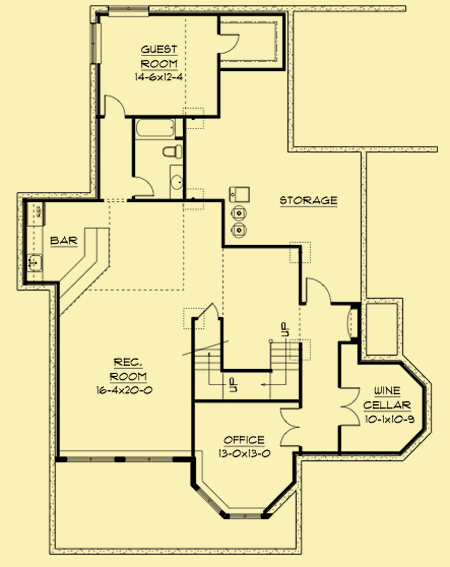 GUEST
ROOM
14-6x12-4
STORAGE
BAR
UP
REC.
ROOM
16-4x20-0
UP
WINE
CELLAR
10-1x10-9
OFFICE
13-0x13-0